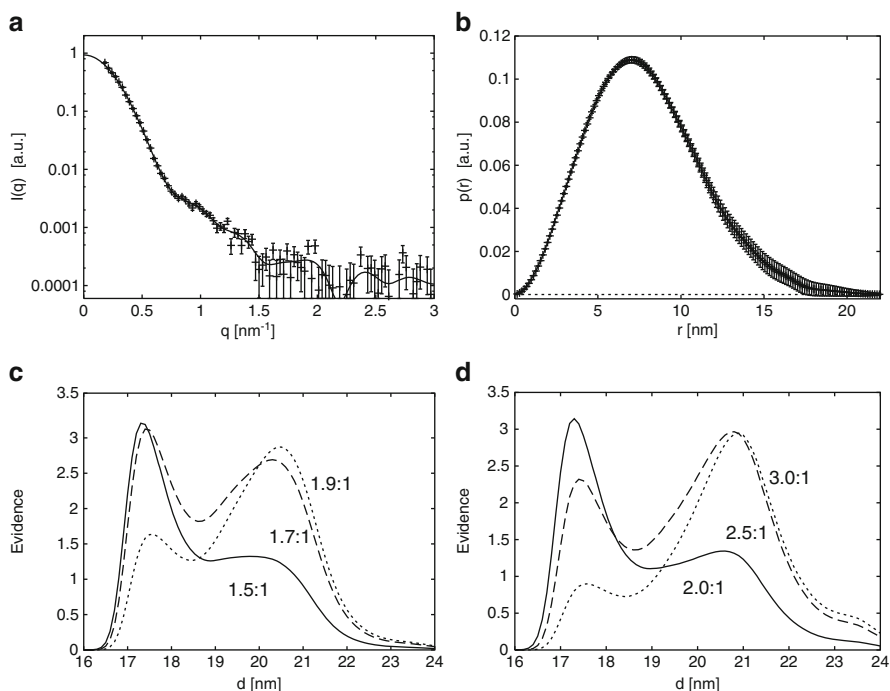 a
1
0.1
0.01
0.001
0.0001
I(q) [a.u.]
0 0.5 1 1.5 2 2.5 3
q [nm-1]
b
0.12
0.1
0.08
0.06
0.04
0.02
0
p(r) [a.u.]
0 5 10 15 20
r [nm]
c
3.5
3
2.5
2
1.5
1
0.5
0
Evidence
1.9:1
1.7:1
1.5:1
16 17 18 19 20 21 22 23 24
d [nm]
d
3.5
3
2.5
2
1.5
1
0.5
0
Evidence
3.0:1
2.5:1
2.0:1
16 17 18 19 20 21 22 23 24
d [nm]